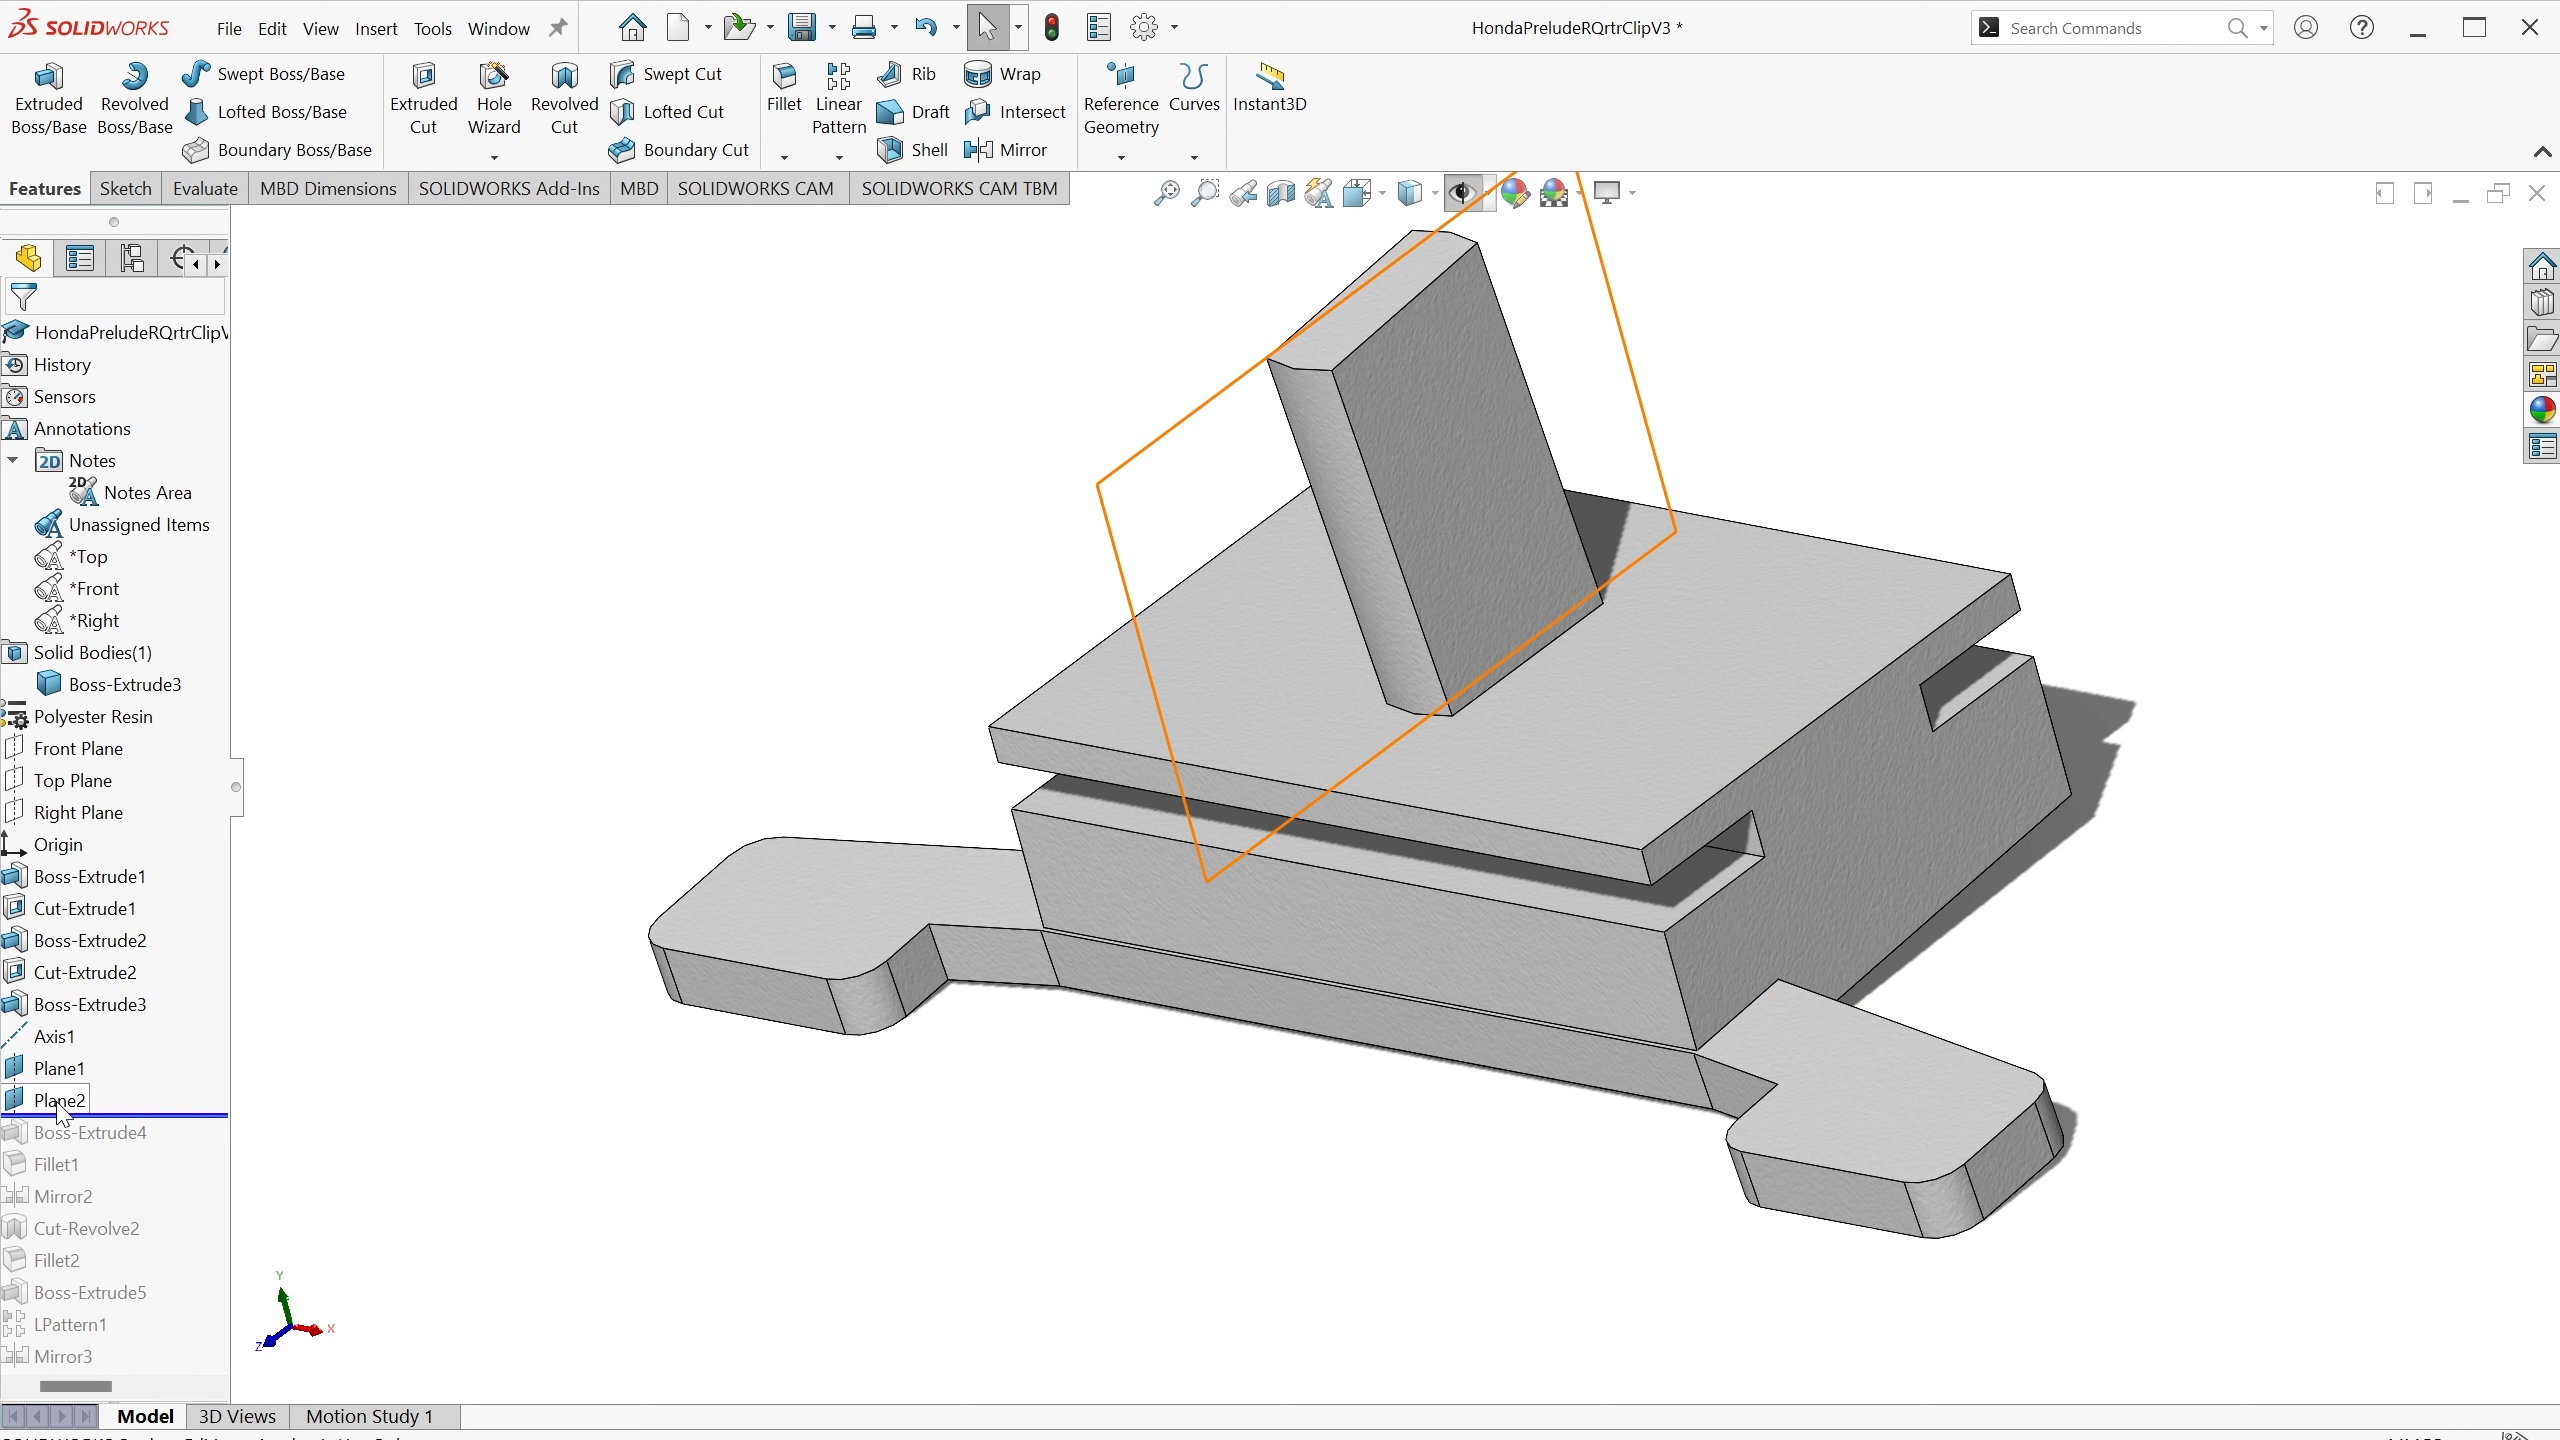 SOLIDWORKS
File Edit View Insert Tools Window
HondaPreludeRQrtrClipV3 *
Search Commands
Extruded Boss/Base
Revolved Boss/Base
Swept Boss/Base
Lofted Boss/Base
Boundary Boss/Base
Extruded Cut
Hole Wizard
Revolved Cut
Swept Cut
Lofted Cut
Boundary Cut
Fillet
Linear Pattern
Rib
Draft
Shell
Wrap
Intersect
Mirror
Reference Geometry
Curves
Instant3D
Features Sketch Evaluate MBD Dimensions SOLIDWORKS Add-Ins MBD SOLIDWORKS CAM SOLIDWORKS CAM TBM
HondaPreludeRQrtrClipV
History
Sensors
Annotations
2D Notes
2D Notes Area
Unassigned Items
*Top
*Front
*Right
Solid Bodies(1)
Boss-Extrude3
Polyester Resin
Front Plane
Top Plane
Right Plane
Origin
Boss-Extrude1
Cut-Extrude1
Boss-Extrude2
Cut-Extrude2
Boss-Extrude3
Axis1
Plane1
Plane2
Boss-Extrude4
Fillet1
Mirror2
Cut-Revolve2
Fillet2
Boss-Extrude5
LPattern1
Mirror3
Y
X
Z
Model 3D Views Motion Study 1